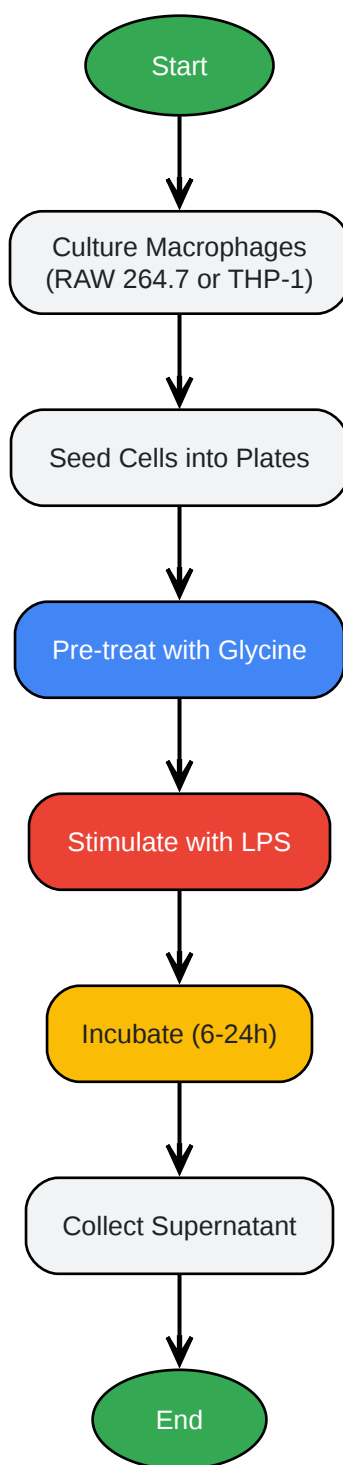 Start
Culture Macrophages
(RAW 264.7 or THP-1)
Seed Cells into Plates
Pre-treat with Glycine
Stimulate with LPS
Incubate (6-24h)
Collect Supernatant
End